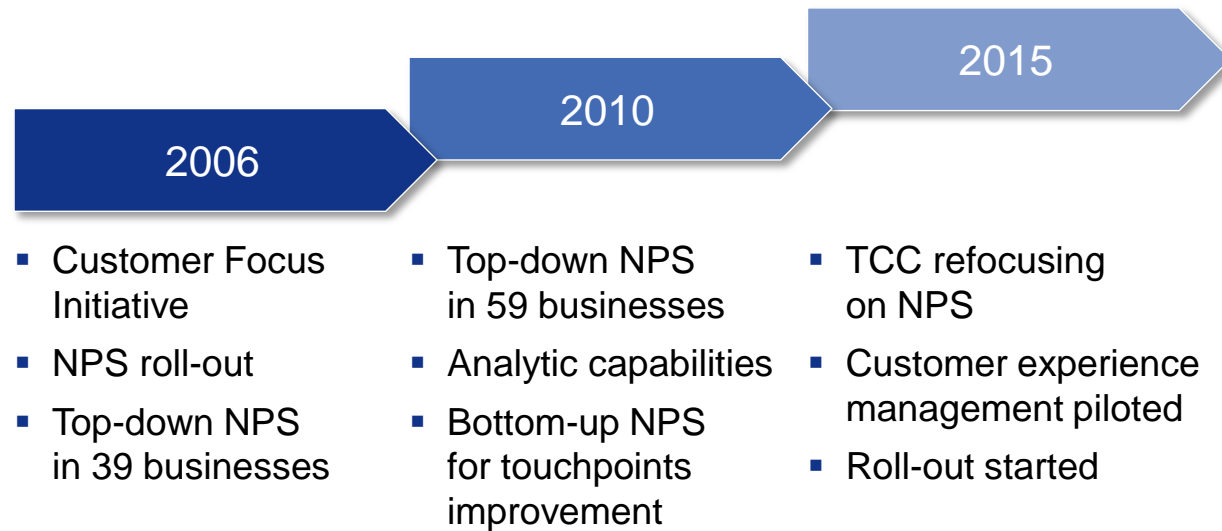 2006
2010
2015
▪ Customer Focus
Initiative
▪ NPS roll-out
▪ Top-down NPS
in 39 businesses
▪ Top-down NPS
in 59 businesses
▪ Analytic capabilities
▪ Bottom-up NPS
for touchpoints
improvement
▪ TCC refocusing
on NPS
▪ Customer experience
management piloted
▪ Roll-out started